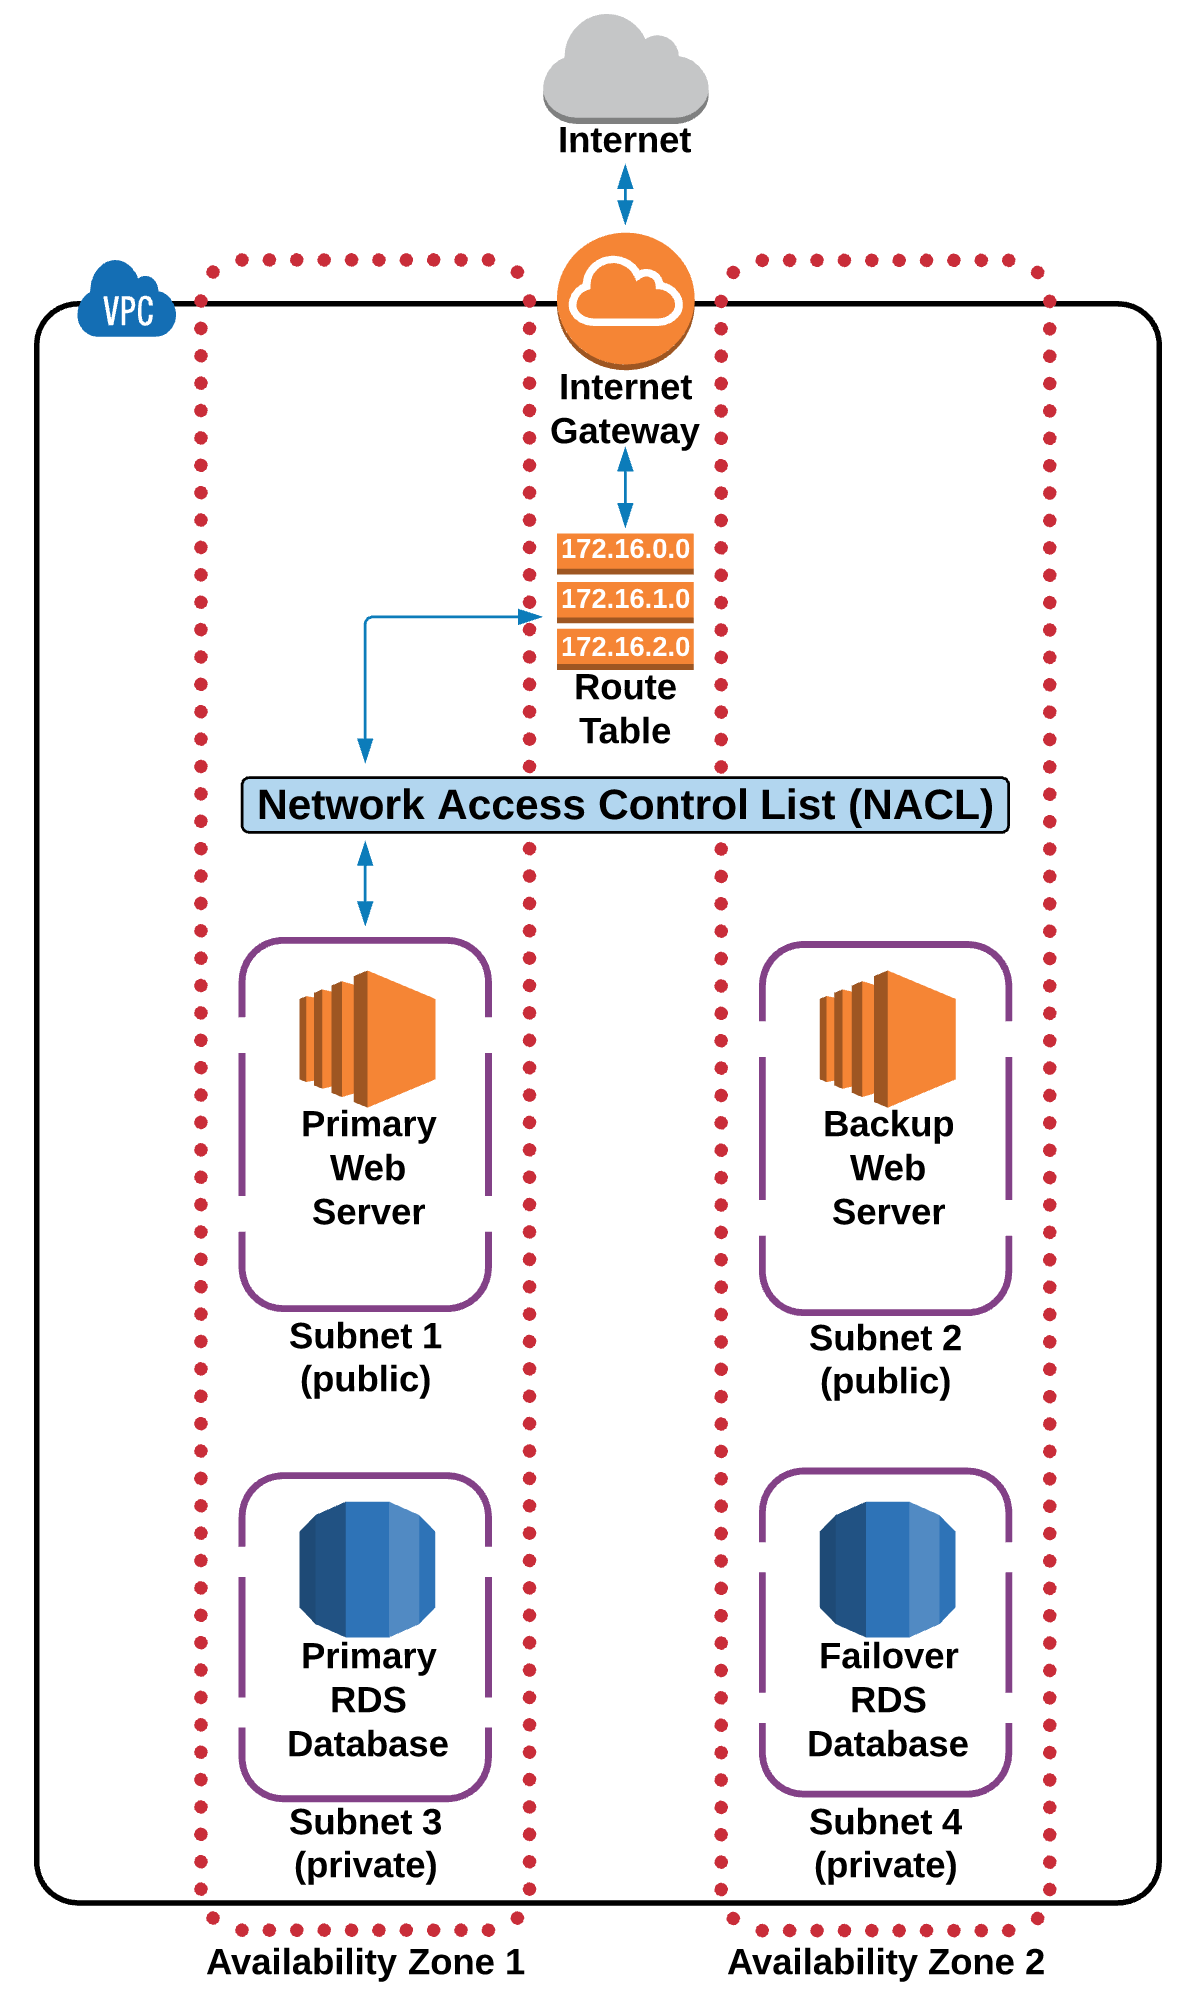 Internet
VPC
Internet
Gateway
172.16.0.0
172.16.1.0
172.16.2.0
Route
Table
Network Access Control List (NACL)
Primary
Web
Server
Subnet 1
(public)
Backup
Web
Server
Subnet 2
(public)
Primary
RDS
Database
Subnet 3
(private)
Failover
RDS
Database
Subnet 4
(private)
Availability Zone 1
Availability Zone 2